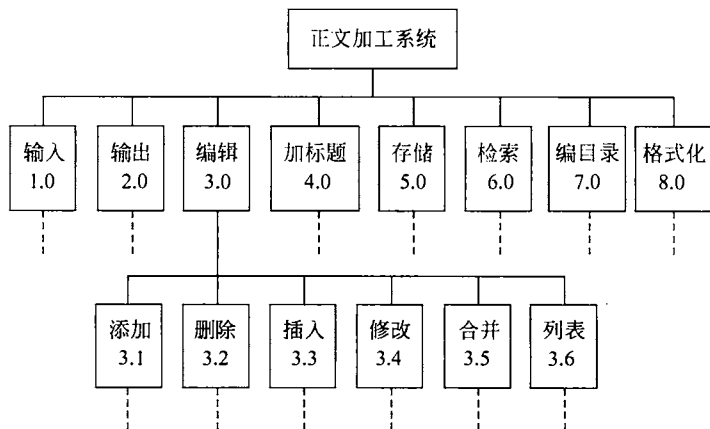 正文加工系统
输入 输出 编辑 加标题 存储 检索 编目录 格式化
1.0 2.0 3.0 4.0 5.0 6.0 7.0 8.0
添加 删除 插入 修改 合并 列表
3.1 3.2 3.3 3.4 3.5 3.6